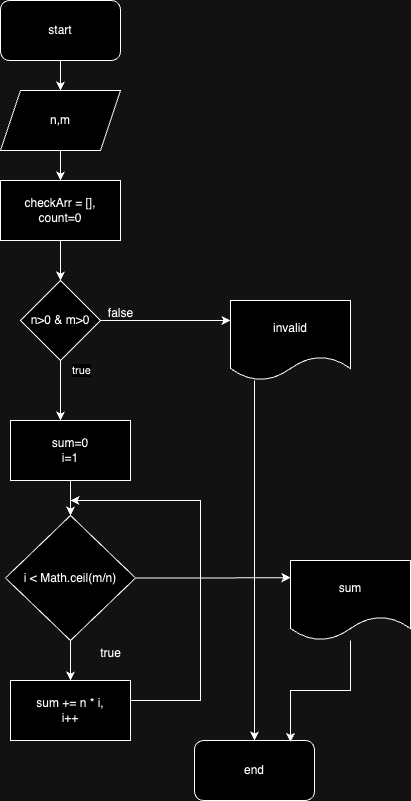 start
n,m
checkArr = [],
count=0
n>0 & m>0
false
invalid
true
sum=0
i=1
i < Math.ceil(m/n)
sum
true
sum += n * i,
i++
end